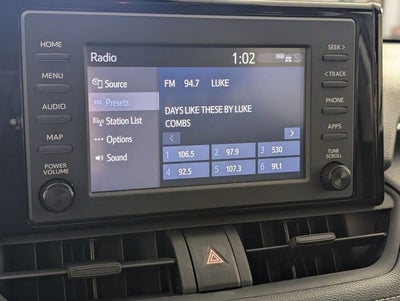 HOME
MENU
AUDIO
MAP
POWER
VOLUME
Radio 1:02
Source
Presets
Station List
Options
Sound
FM 94.7 LUKE
DAYS LIKE THESE BY LUKE
COMBS
< >
1 106.5 2 97.9 3 530
4 92.5 5 107.3 6 91.1
SEEK >
< TRACK
PHONE
APPS
TUNE
SCROLL